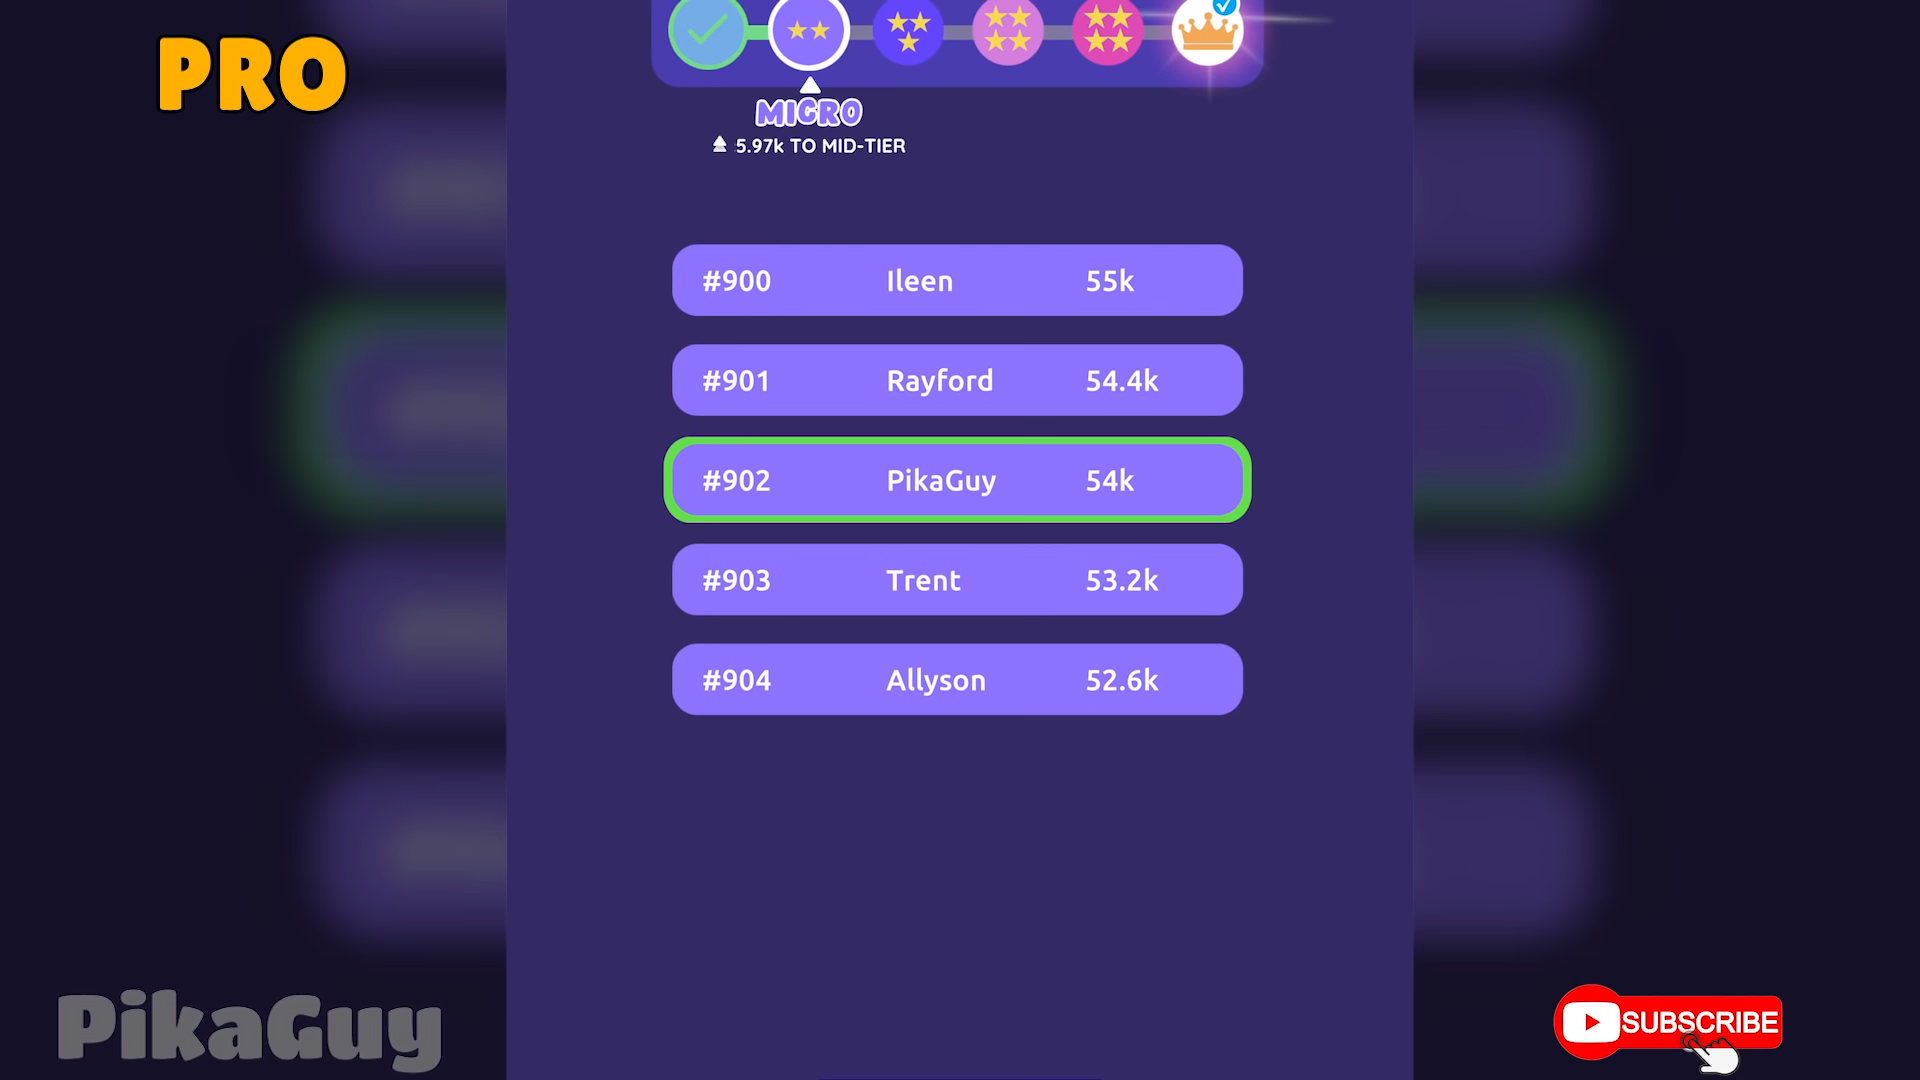 PRO
MICRO
5.97k TO MID-TIER
#900 Ileen 55k
#901 Rayford 54.4k
#902 PikaGuy 54k
#903 Trent 53.2k
#904 Allyson 52.6k
PikaGuy
SUBSCRIBE